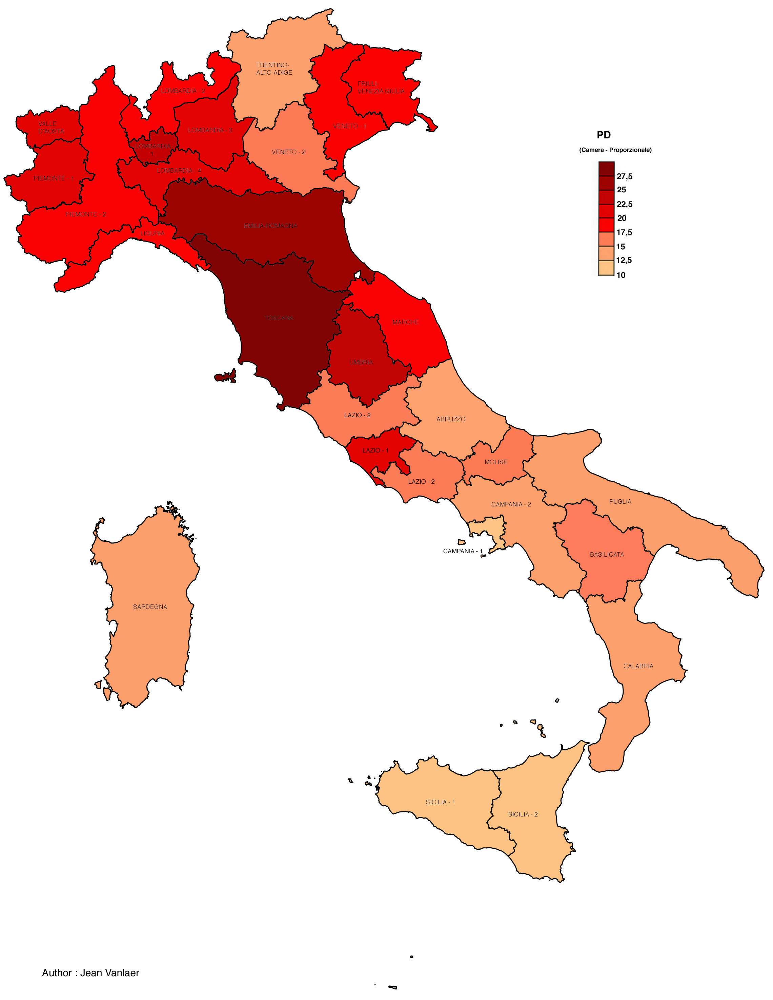 TRENTINO-
ALTO-ADIGE
FRIULI
VENEZIA GIULIA
LOMBARDIA - 2
VALLE
D'AOSTA
VENETO - 1
LOMBARDIA - 3
LOMBARDIA
1
VENETO - 2
LOMBARDIA - 4
PIEMONTE - 1
PIEMONTE - 2
EMILIA-ROMAGNA
LIGURIA
PD
(Camera - Proporzionale)
27,5
25
22,5
20
17,5
15
12,5
10
TOSCANA
MARCHE
UMBRIA
LAZIO - 2
ABRUZZO
LAZIO - 1
MOLISE
LAZIO - 2
CAMPANIA - 2
PUGLIA
CAMPANIA - 1
BASILICATA
SARDEGNA
CALABRIA
SICILIA - 1
SICILIA - 2
Author : Jean Vanlaer